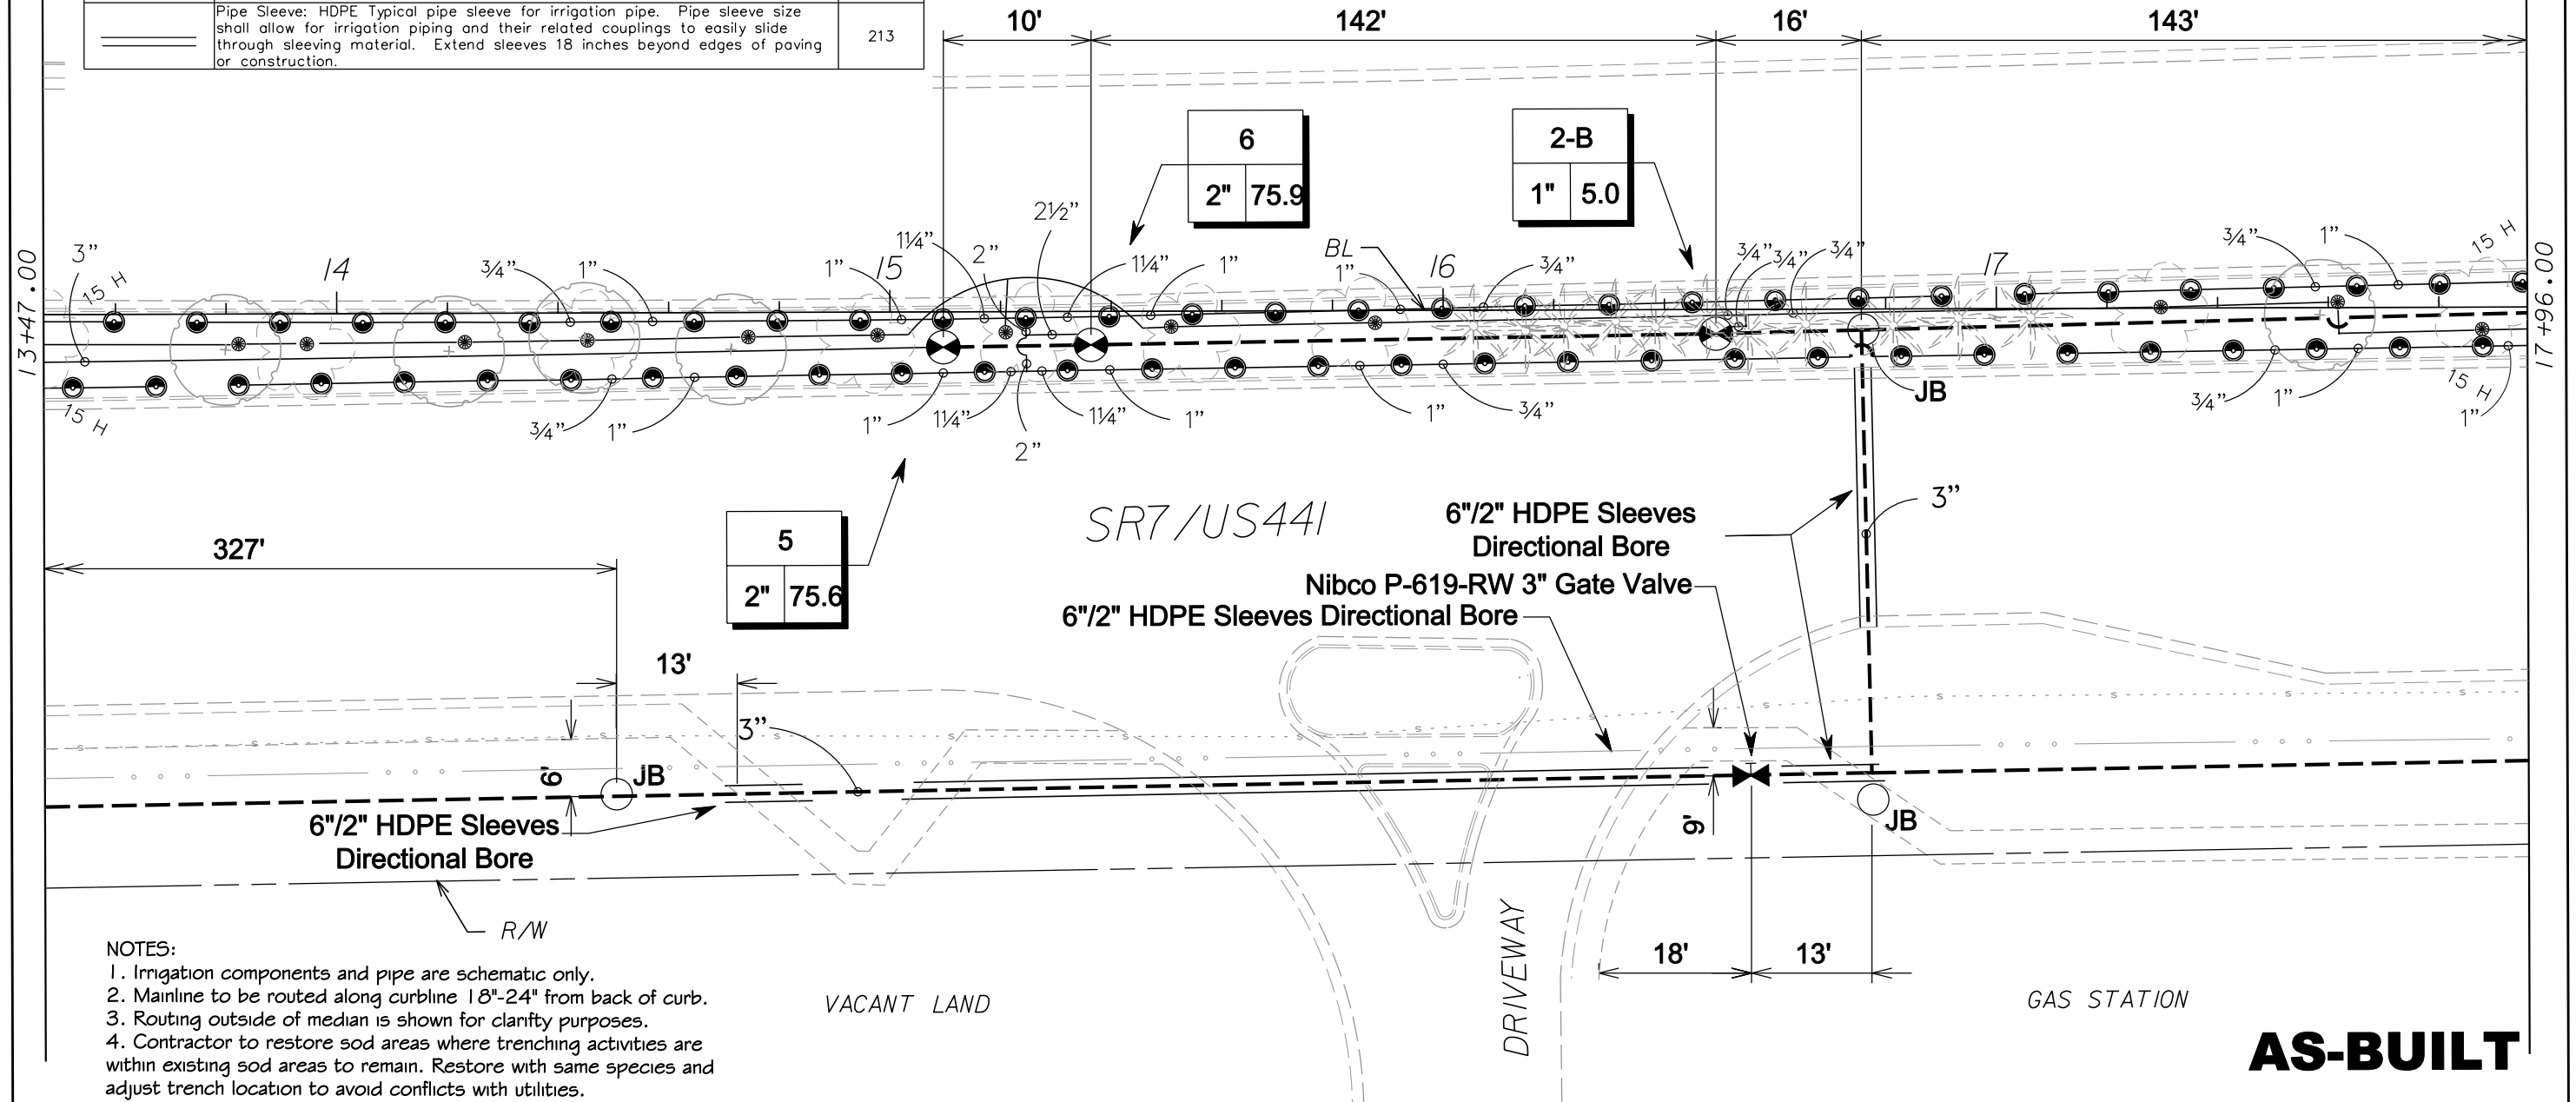 Pipe Sleeve: HDPE Typical pipe sleeve for irrigation pipe. Pipe sleeve size
shall allow for irrigation piping and their related couplings to easily slide
through sleeving material. Extend sleeves 18 inches beyond edges of paving
or construction.
213
10'
142'
16'
143'
6
2" 75.9
2-B
1" 5.0
13+47.00
17+96.00
3"
15 H
14
3/4"
1"
1"
15
1 1/4"
2"
2 1/2"
1 1/4"
1"
BL
1"
16
3/4"
3/4"
3/4"
3/4"
17
3/4"
1"
15 H
15 H
3/4"
1"
1"
1 1/4"
2"
1 1/4"
1"
1"
3/4"
JB
3/4"
1"
15 H
1"
327'
5
2" 75.6
SR7/US441
6"/2" HDPE Sleeves
Directional Bore
3"
Nibco P-619-RW 3" Gate Valve
6"/2" HDPE Sleeves Directional Bore
13'
3"
6'
JB
6"/2" HDPE Sleeves
Directional Bore
9'
JB
R/W
18'
13'
DRIVEWAY
VACANT LAND
GAS STATION
NOTES:
1. Irrigation components and pipe are schematic only.
2. Mainline to be routed along curbline 18"-24" from back of curb.
3. Routing outside of median is shown for clarifty purposes.
4. Contractor to restore sod areas where trenching activities are
within existing sod areas to remain. Restore with same species and
adjust trench location to avoid conflicts with utilities.
AS-BUILT